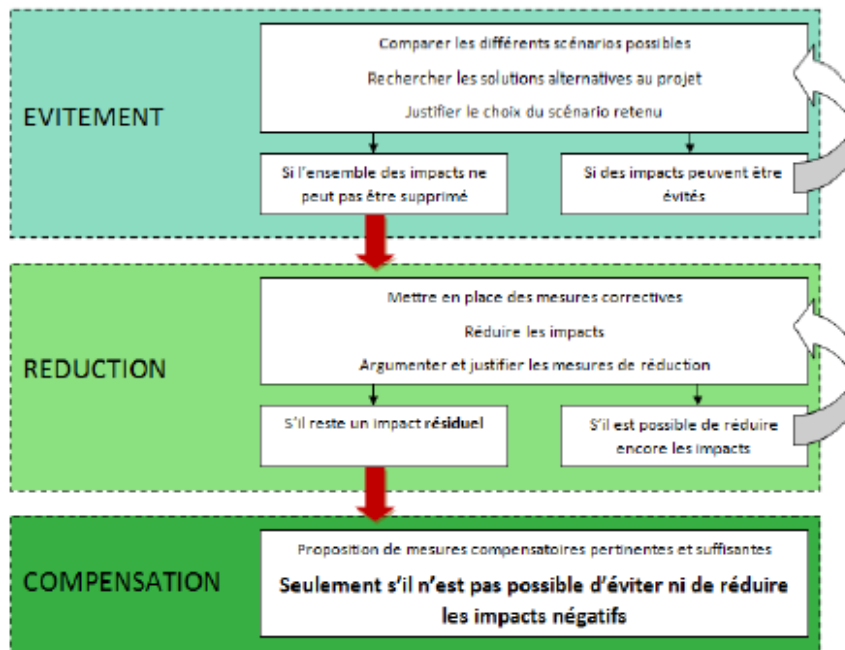 EVITEMENT
Comparer les différents scénarios possibles
Rechercher les solutions alternatives au projet
Justifier le choix du scénario retenu
Si l'ensemble des impacts ne
peut pas être supprimé
Si des impacts peuvent être
évités
REDUCTION
Mettre en place des mesures correctives
Réduire les impacts
Argumenter et justifier les mesures de réduction
S'il reste un impact résiduel
S'il est possible de réduire
encore les impacts
COMPENSATION
Proposition de mesures compensatoires pertinentes et suffisantes
Seulement s'il n'est pas possible d'éviter ni de réduire
les impacts négatifs